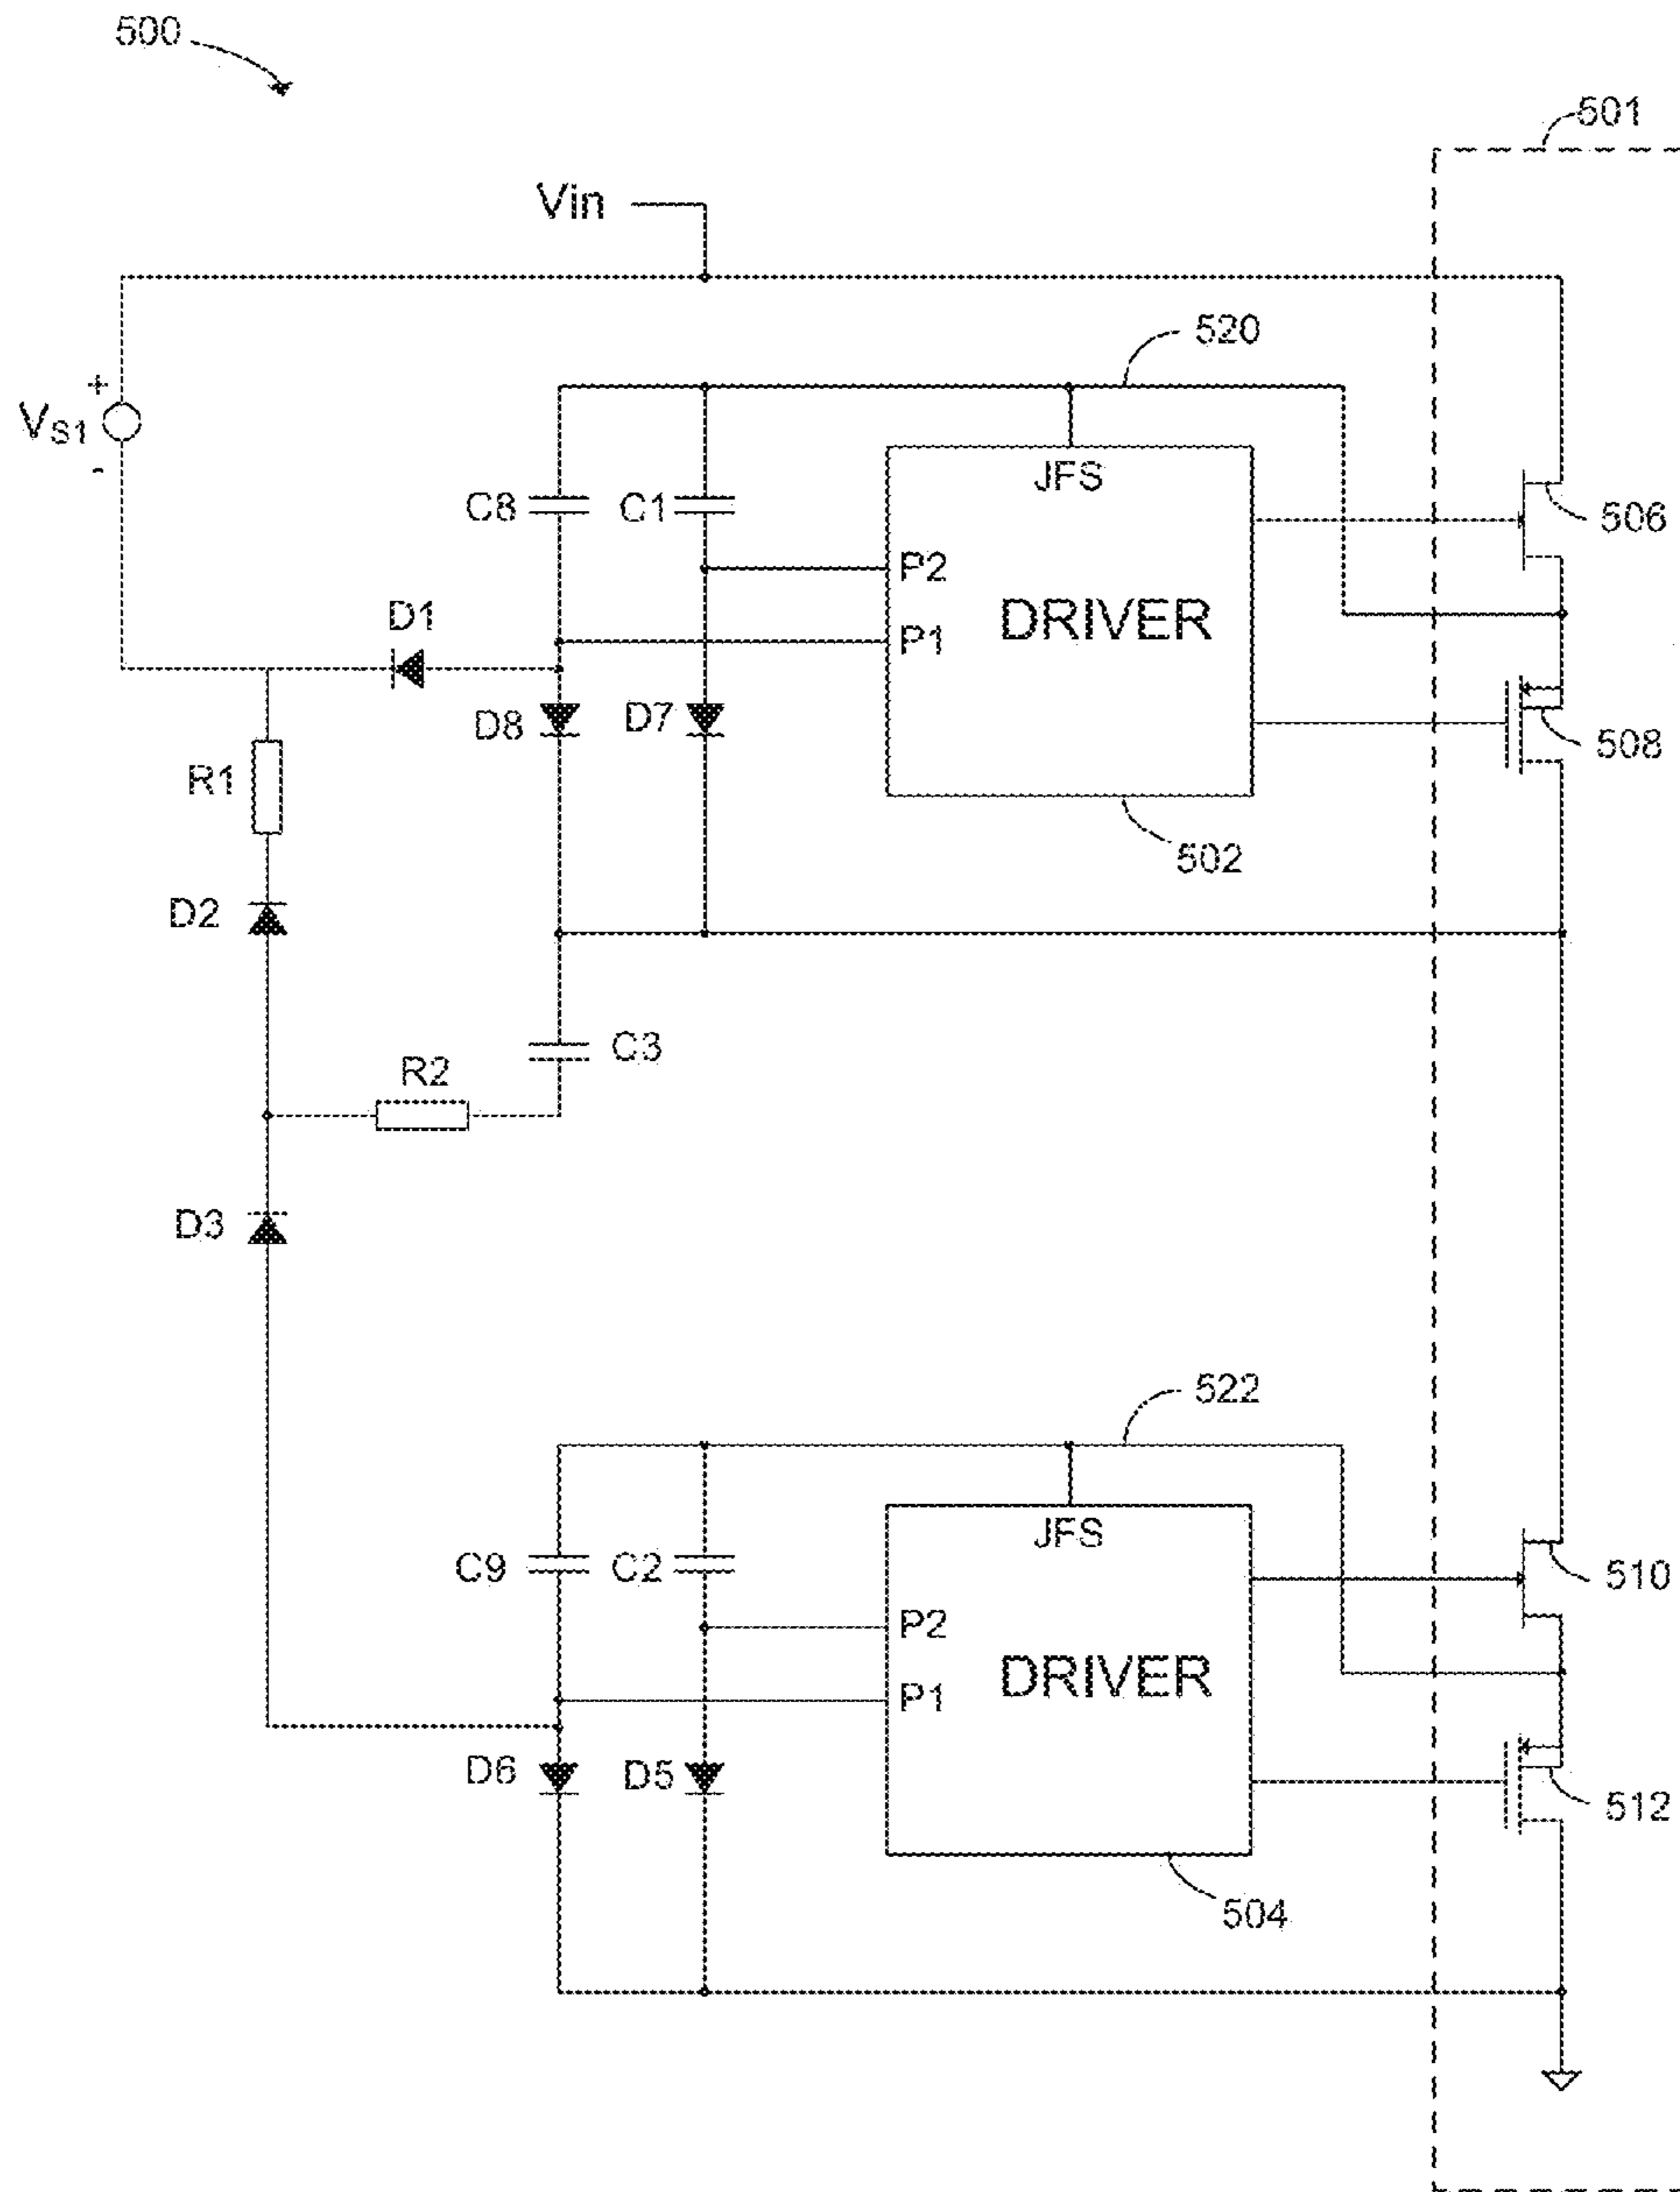 500
501
Vin
520
+
VS1
-
JFS
C8
C1
506
P2
DRIVER
P1
D1
D8
D7
508
R1
502
D2
C3
R2
D3
522
JFS
C9
C2
510
P2
DRIVER
P1
D6
D5
512
504